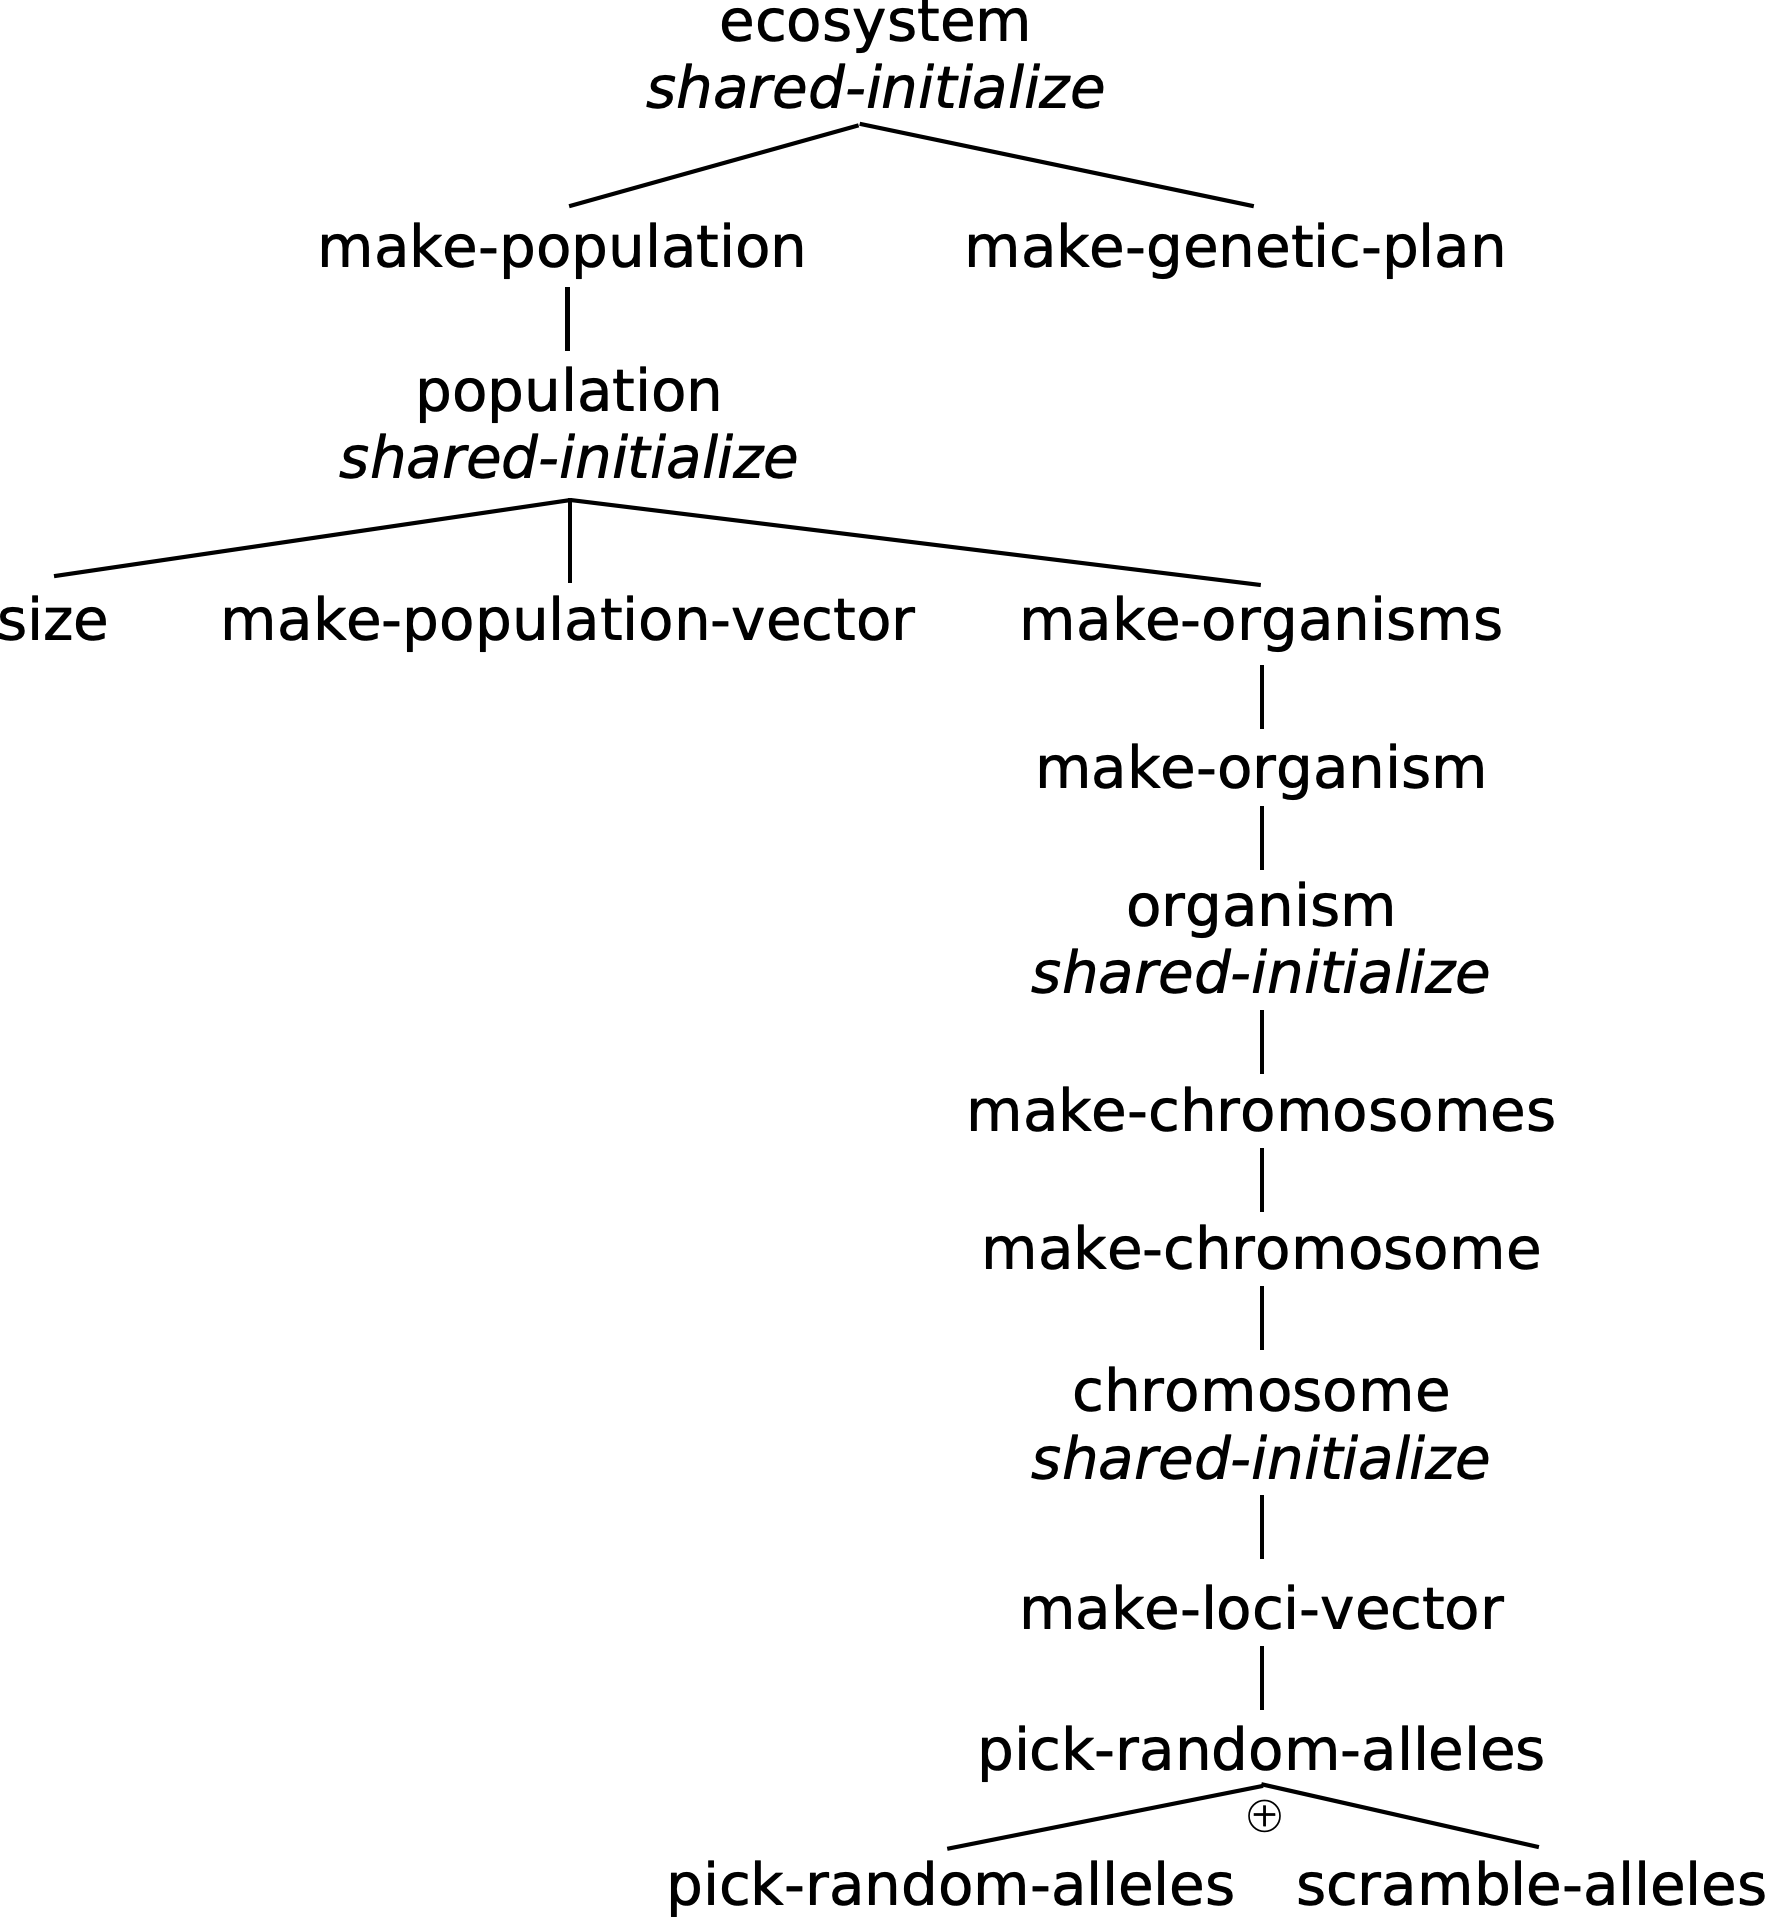 ecosystem
shared-initialize
make-population make-genetic-plan
population
shared-initialize
size make-population-vector make-organisms
make-organism
organism
shared-initialize
make-chromosomes
make-chromosome
chromosome
shared-initialize
make-loci-vector
pick-random-alleles
⊕
pick-random-alleles scramble-alleles